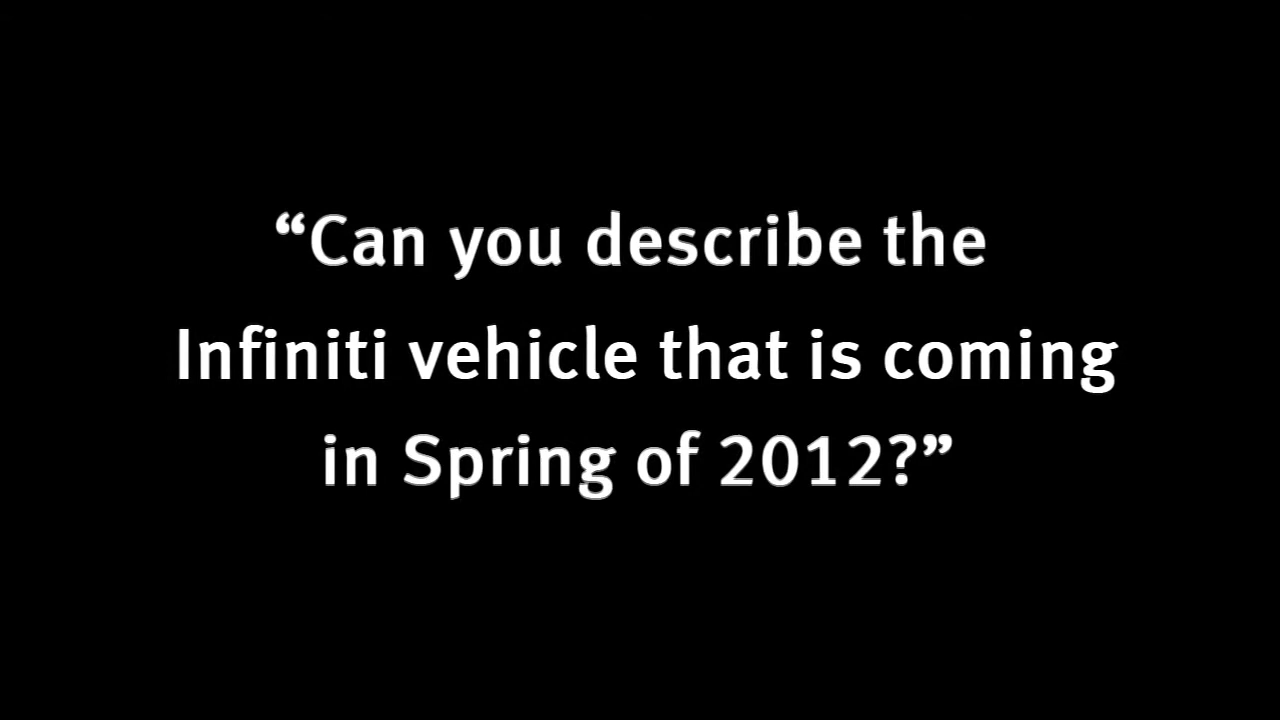 “Can you describe the
Infiniti vehicle that is coming
in Spring of 2012?”